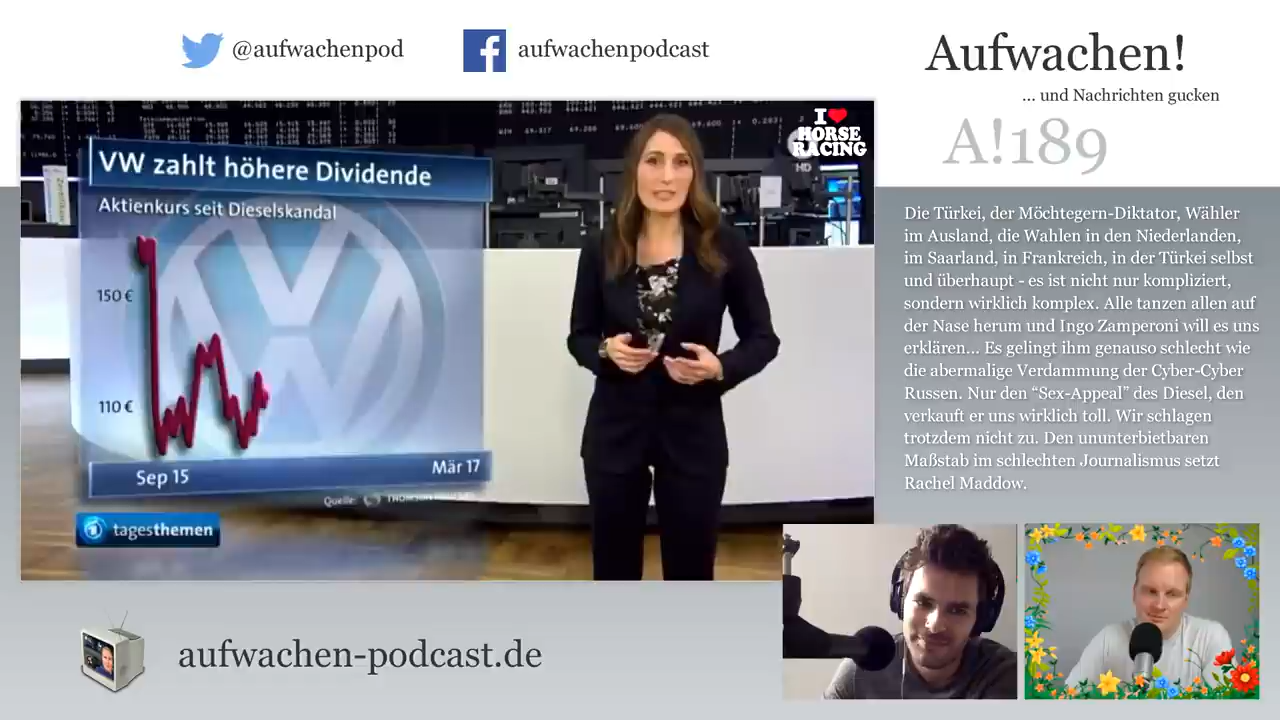 @aufwachenpod
aufwachenpodcast
Aufwachen!
... und Nachrichten gucken
A!189
I
HORSE
RACING
HD
VW zahlt höhere Dividende
Aktienkurs seit Dieselskandal
150 €
110 €
Sep 15
Mär 17
Quelle:
tagesthemen
Die Türkei, der Möchtegern-Diktator, Wähler
im Ausland, die Wahlen in den Niederlanden,
im Saarland, in Frankreich, in der Türkei selbst
und überhaupt - es ist nicht nur kompliziert,
sondern wirklich komplex. Alle tanzen allen auf
der Nase herum und Ingo Zamperoni will es uns
erklären... Es gelingt ihm genauso schlecht wie
die abermalige Verdammung der Cyber-Cyber
Russen. Nur den “Sex-Appeal” des Diesel, den
verkauft er uns wirklich toll. Wir schlagen
trotzdem nicht zu. Den ununterbietbaren
Maßstab im schlechten Journalismus setzt
Rachel Maddow.
aufwachen-podcast.de